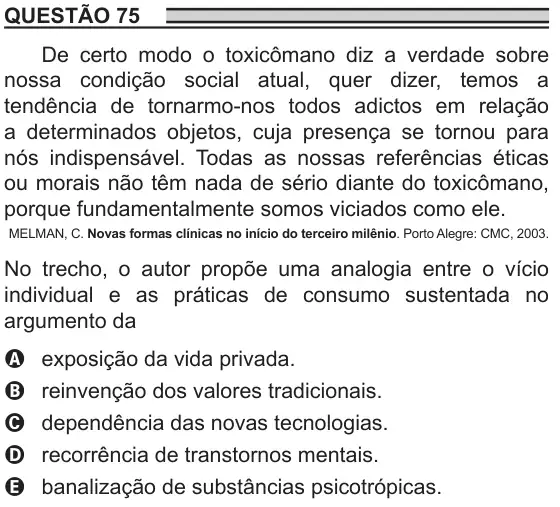 QUESTÃO 75
De certo modo o toxicômano diz a verdade sobre
nossa condição social atual, quer dizer, temos a
tendência de tornarmo-nos todos adictos em relação
a determinados objetos, cuja presença se tornou para
nós indispensável. Todas as nossas referências éticas
ou morais não têm nada de sério diante do toxicômano,
porque fundamentalmente somos viciados como ele.
MELMAN, C. Novas formas clínicas no início do terceiro milênio. Porto Alegre: CMC, 2003.
No trecho, o autor propõe uma analogia entre o vício
individual e as práticas de consumo sustentada no
argumento da
A exposição da vida privada.
B reinvenção dos valores tradicionais.
C dependência das novas tecnologias.
D recorrência de transtornos mentais.
E banalização de substâncias psicotrópicas.